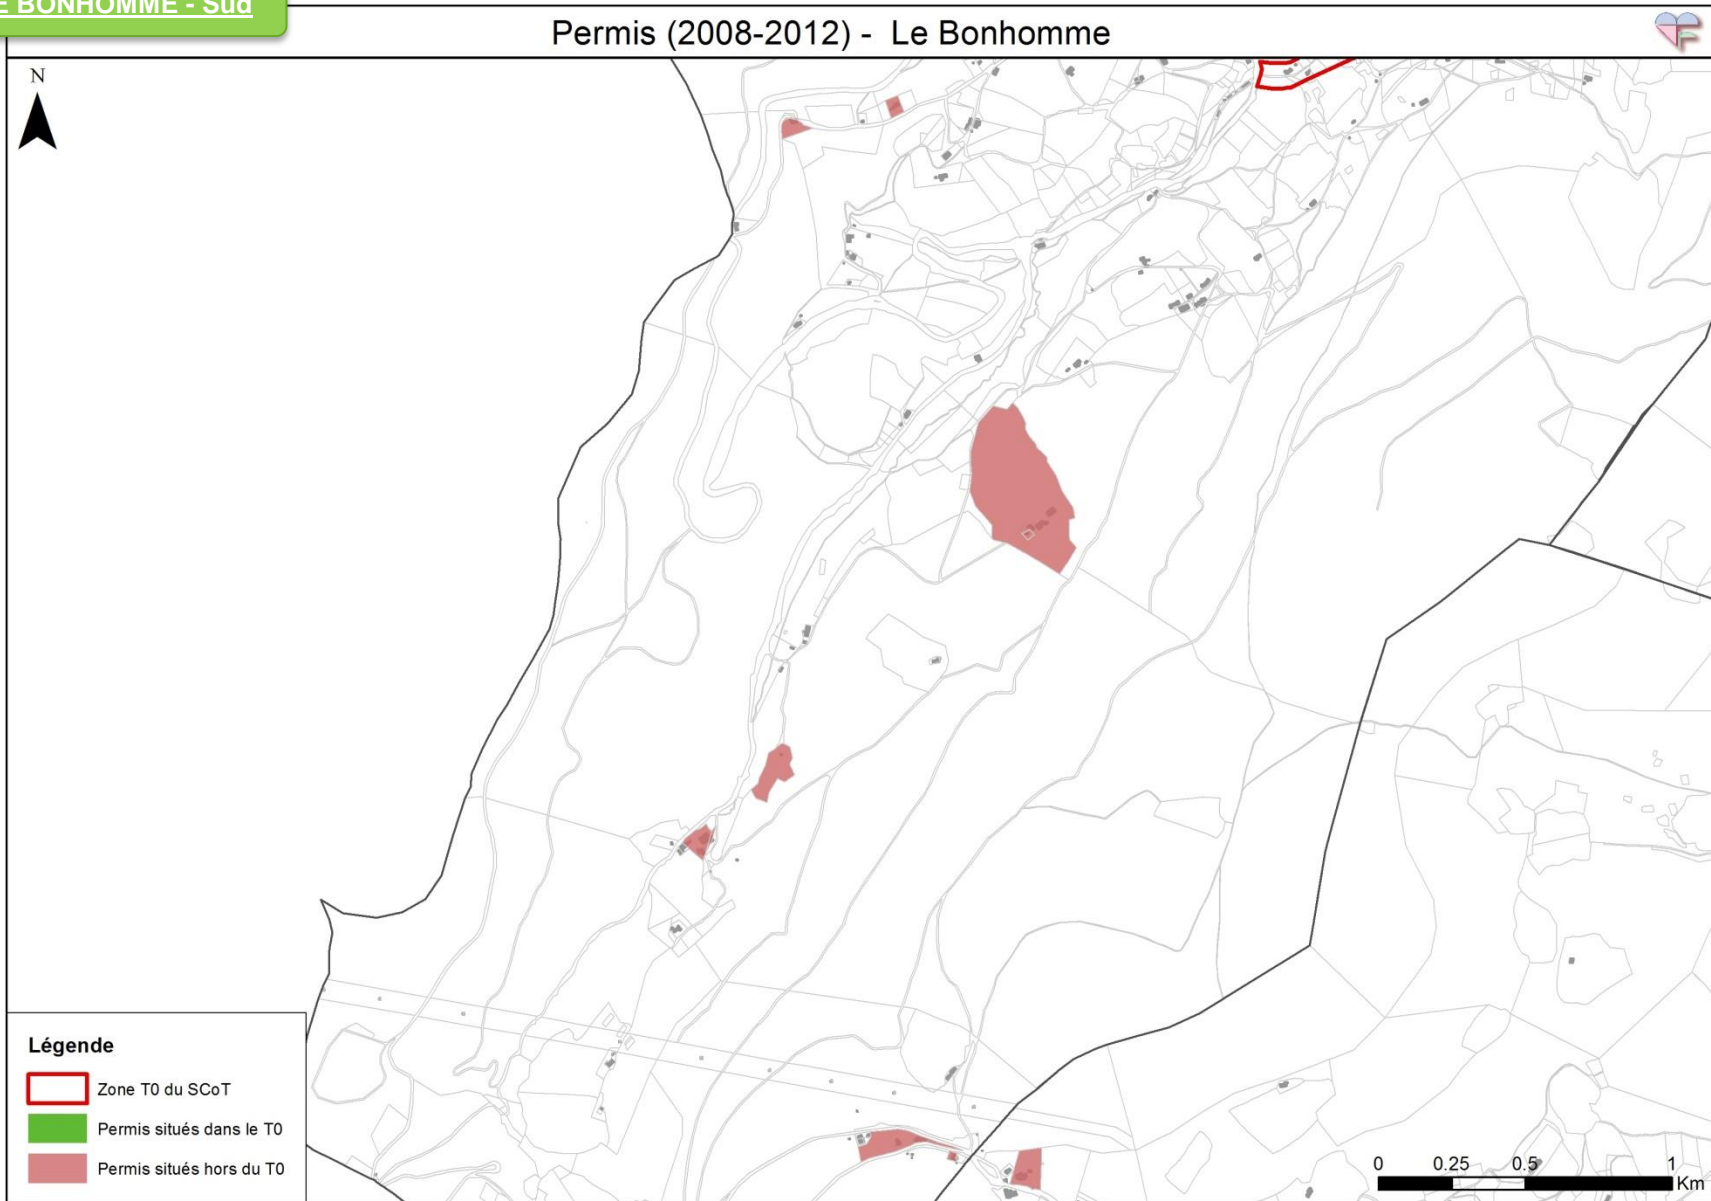 E BONHOMME - Sud
Permis (2008-2012) - Le Bonhomme
N
Légende
Zone T0 du SCoT
Permis situés dans le T0
Permis situés hors du T0
0 0.25 0.5 1
Km